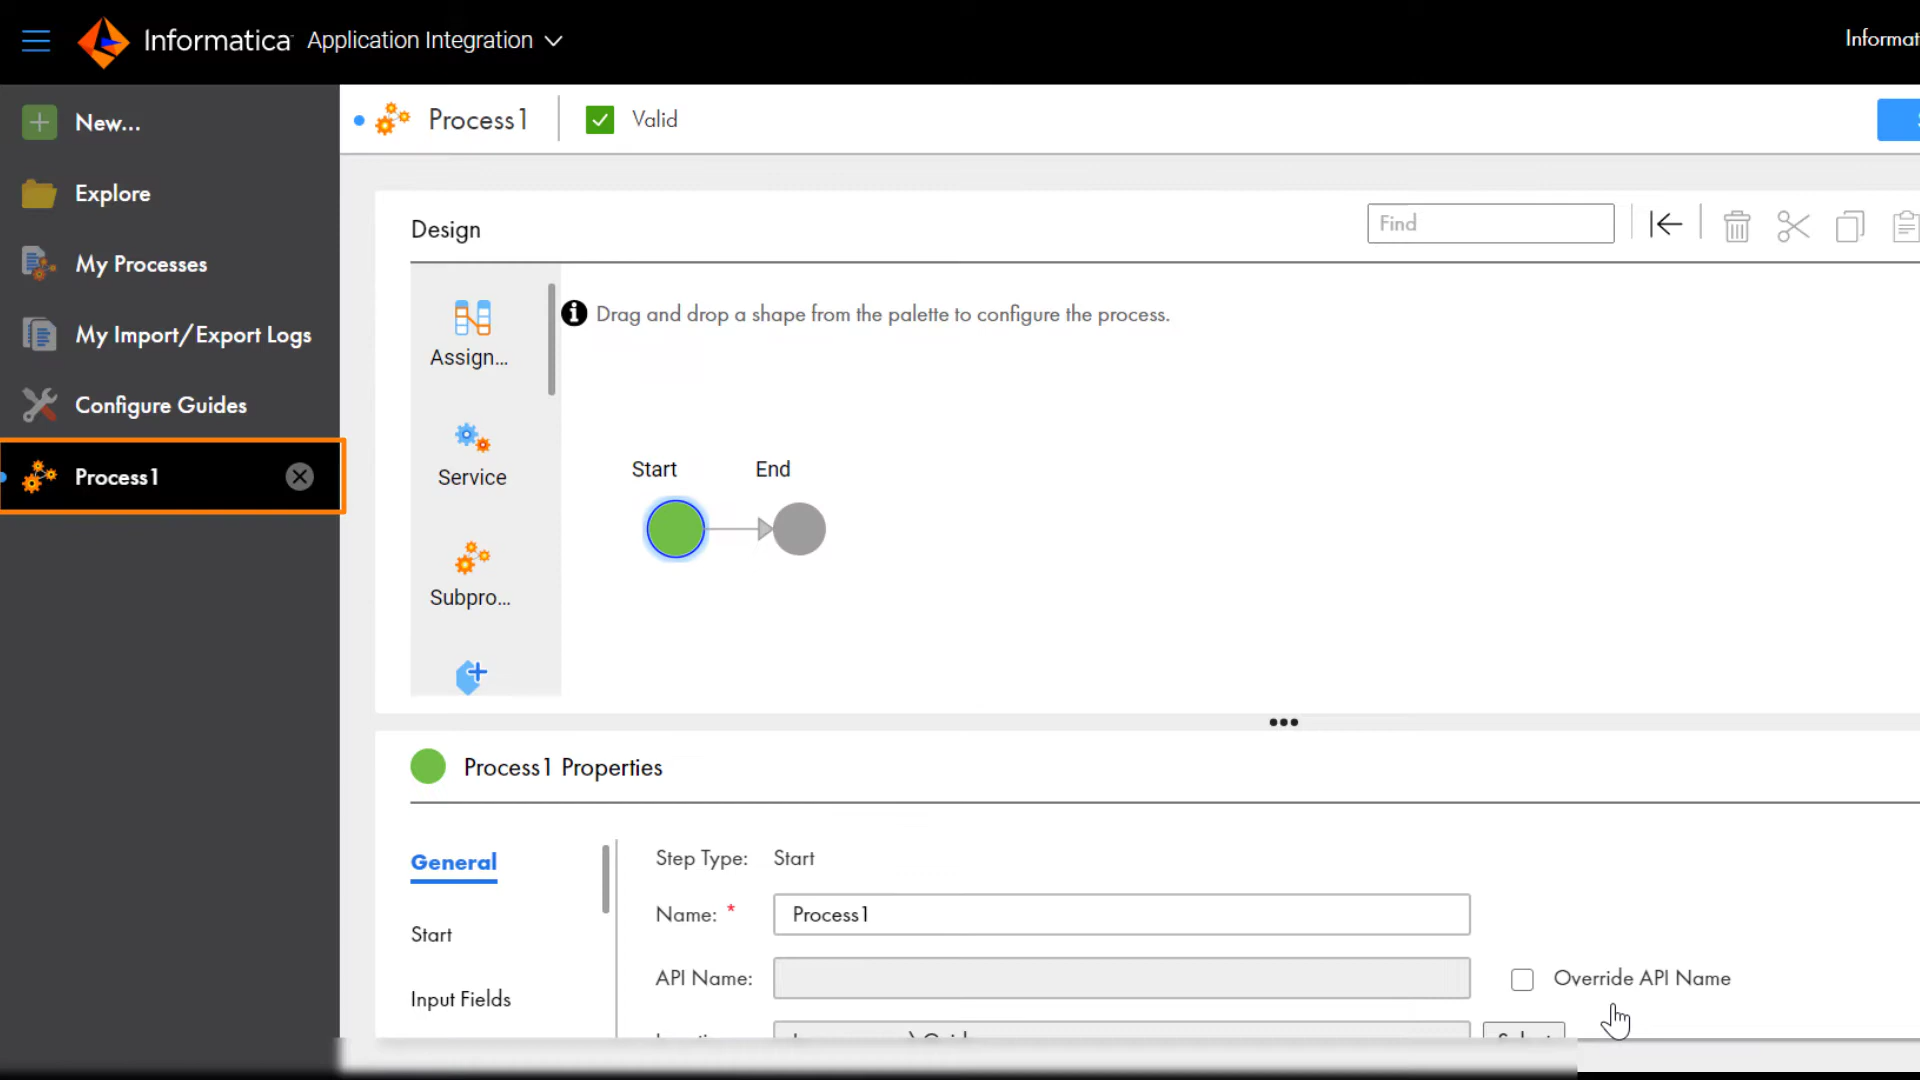 Informatica Application Integration
Informat
New...
Explore
My Processes
My Import/Export Logs
Configure Guides
Process1
Process1
Valid
Design
Find
Drag and drop a shape from the palette to configure the process.
Assign...
Service
Subpro...
Start
End
Process1 Properties
General
Start
Input Fields
Step Type: Start
Name: * Process1
API Name:
Override API Name